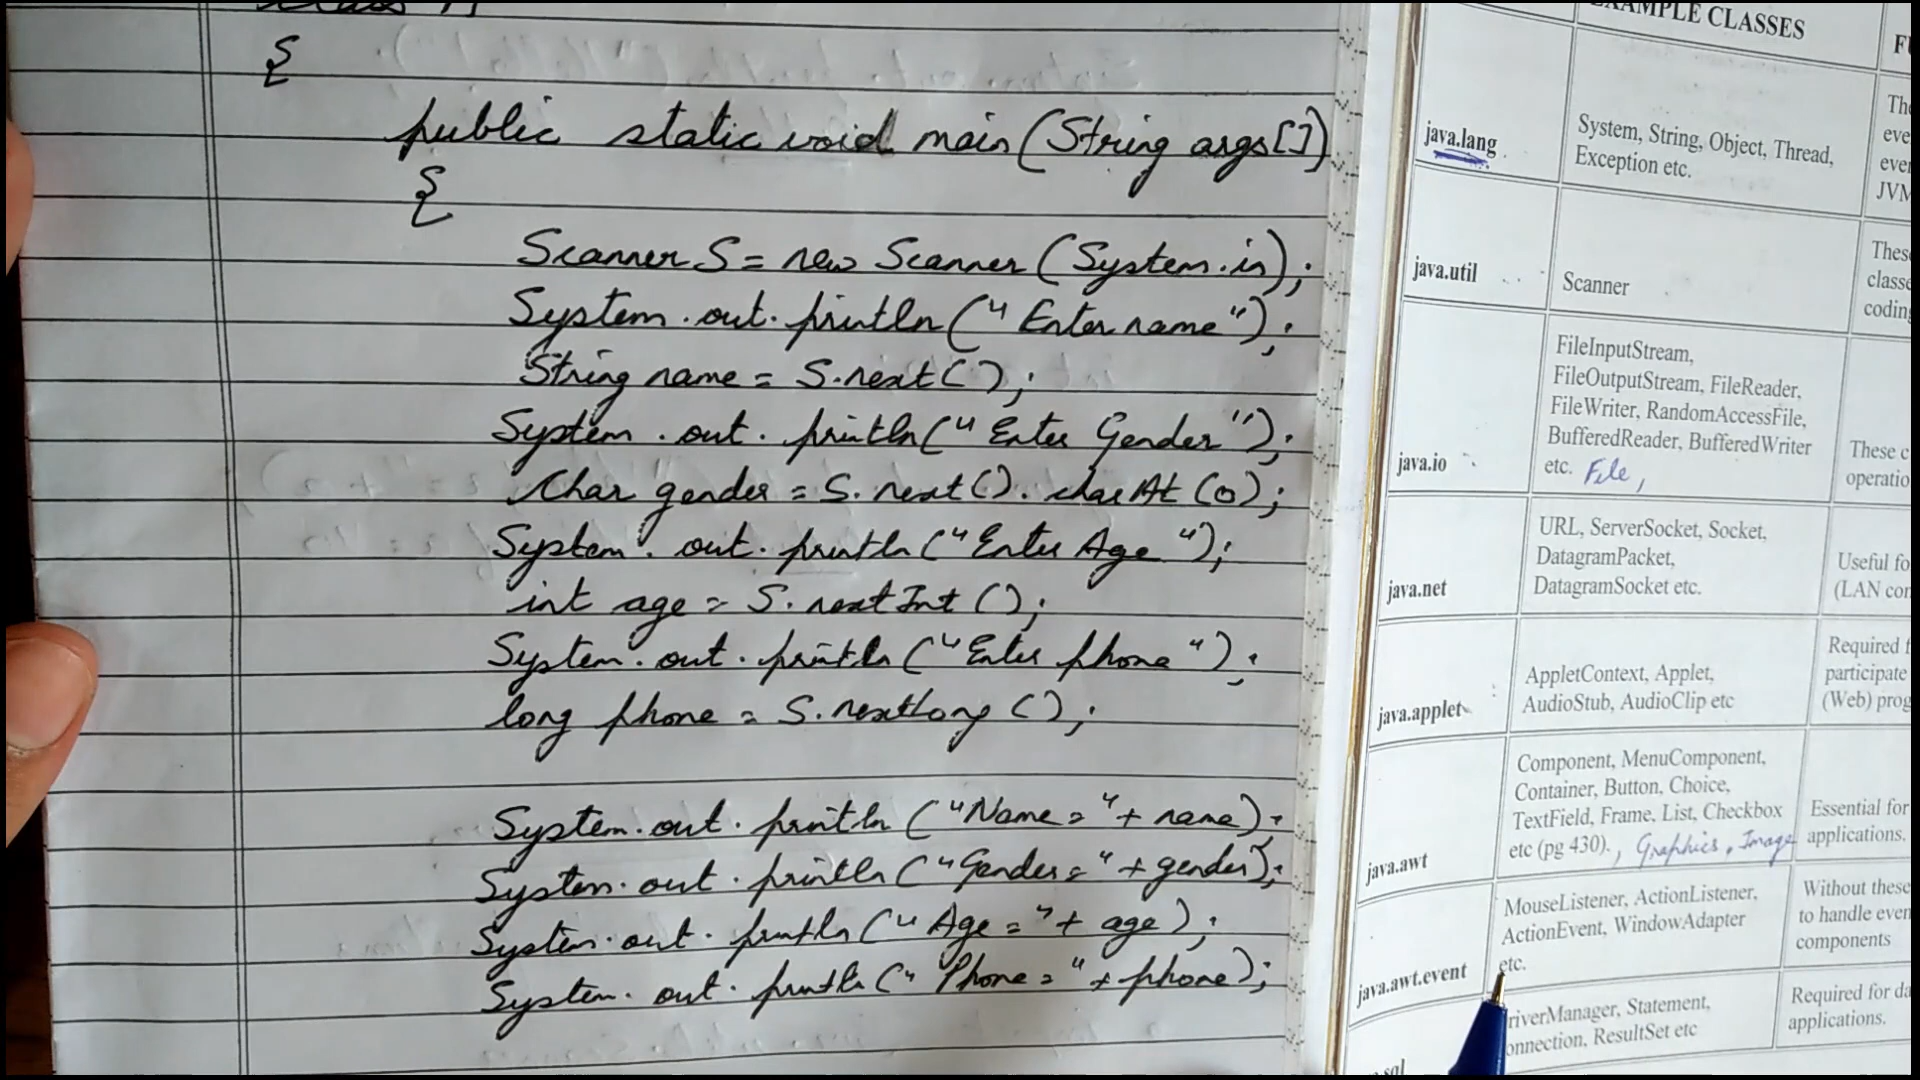 {
public static void main(String args[])
{
Scanner S = new Scanner (System.in);
System.out.println("Enter name");
String name = S.next();
System.out.println("Enter Gender");
Char gender = S.next().charAt(0);
System.out.println("Enter Age");
int age = S.nextInt();
System.out.println("Enter phone");
long phone = S.nextLong();
System.out.println("Name="+ name);
System.out.println("Gender="+gender);
System.out.println("Age="+ age);
System.out.println("Phone="+phone);
EXAMPLE CLASSES
java.lang
System, String, Object, Thread,
Exception etc.
JVM
java.util
Scanner
coding
java.io
FileInputStream,
FileOutputStream, FileReader,
FileWriter, RandomAccessFile,
BufferedReader, BufferedWriter
etc. File,
These c
operatio
java.net
URL, ServerSocket, Socket,
DatagramPacket,
DatagramSocket etc.
Useful fo
(LAN con
java.applet
AppletContext, Applet,
AudioStub, AudioClip etc
Required f
participate
(Web) prog
java.awt
Component, MenuComponent,
Container, Button, Choice,
TextField, Frame, List, Checkbox
etc (pg 430)., Graphics, Image
Essential for
applications.
java.awt.event
MouseListener, ActionListener,
ActionEvent, WindowAdapter
etc.
Without these
to handle even
components
riverManager, Statement,
onnection, ResultSet etc
Required for da
applications.